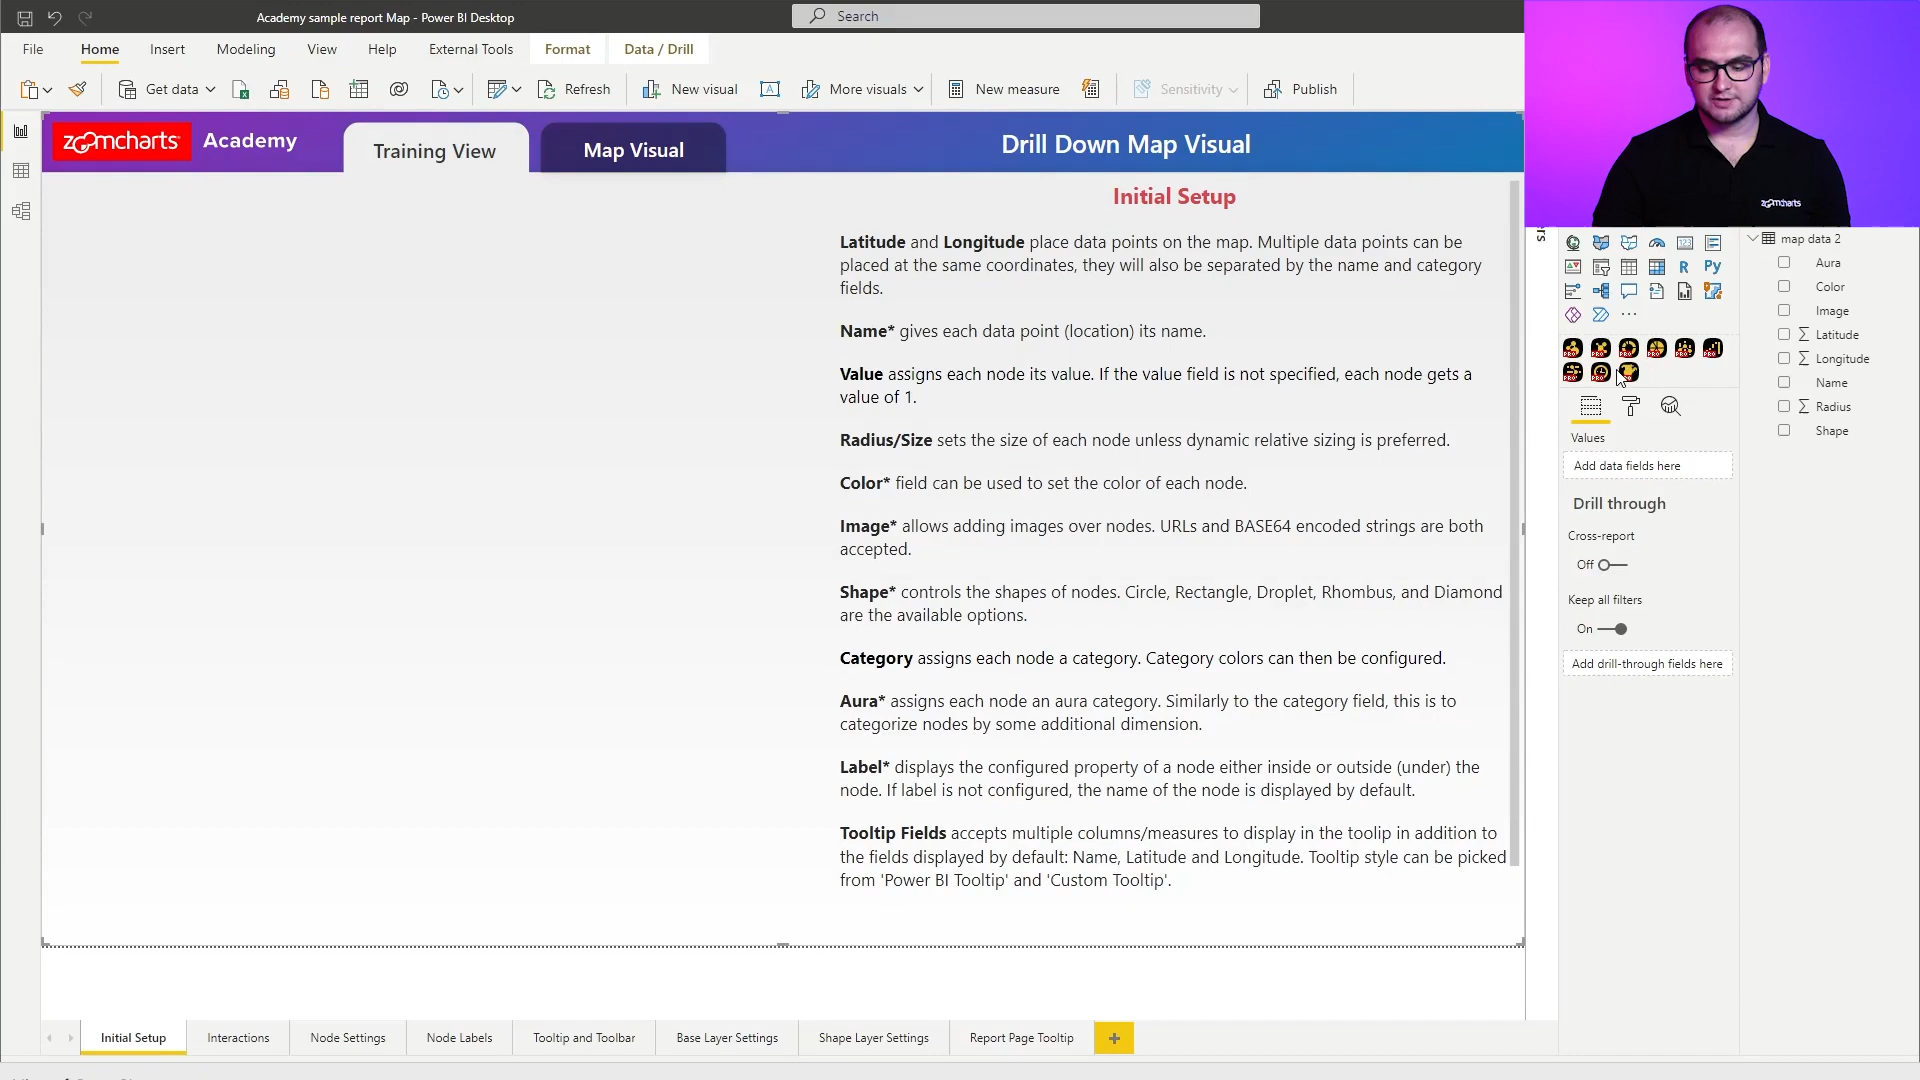 Academy sample report Map - Power BI Desktop
Search
File
Home
Insert
Modeling
View
Help
External Tools
Format
Data / Drill
Get data
Refresh
New visual
A
More visuals
New measure
Sensitivity
Publish
zoomcharts Academy
Training View
Map Visual
Drill Down Map Visual
zoomcharts
Initial Setup
Latitude and Longitude place data points on the map. Multiple data points can be
placed at the same coordinates, they will also be separated by the name and category
fields.
Name* gives each data point (location) its name.
Value assigns each node its value. If the value field is not specified, each node gets a
value of 1.
Radius/Size sets the size of each node unless dynamic relative sizing is preferred.
Color* field can be used to set the color of each node.
Image* allows adding images over nodes. URLs and BASE64 encoded strings are both
accepted.
Shape* controls the shapes of nodes. Circle, Rectangle, Droplet, Rhombus, and Diamond
are the available options.
Category assigns each node a category. Category colors can then be configured.
Aura* assigns each node an aura category. Similarly to the category field, this is to
categorize nodes by some additional dimension.
Label* displays the configured property of a node either inside or outside (under) the
node. If label is not configured, the name of the node is displayed by default.
Tooltip Fields accepts multiple columns/measures to display in the toolip in addition to
the fields displayed by default: Name, Latitude and Longitude. Tooltip style can be picked
from 'Power BI Tooltip' and 'Custom Tooltip'.
123
R
Py
PRO PRO PRO PRO PRO PRO
PRO PRO PRO
Values
Add data fields here
Drill through
Cross-report
Off
Keep all filters
On
Add drill-through fields here
map data 2
Aura
Color
Image
Σ Latitude
Σ Longitude
Name
Σ Radius
Shape
Initial Setup
Interactions
Node Settings
Node Labels
Tooltip and Toolbar
Base Layer Settings
Shape Layer Settings
Report Page Tooltip
+